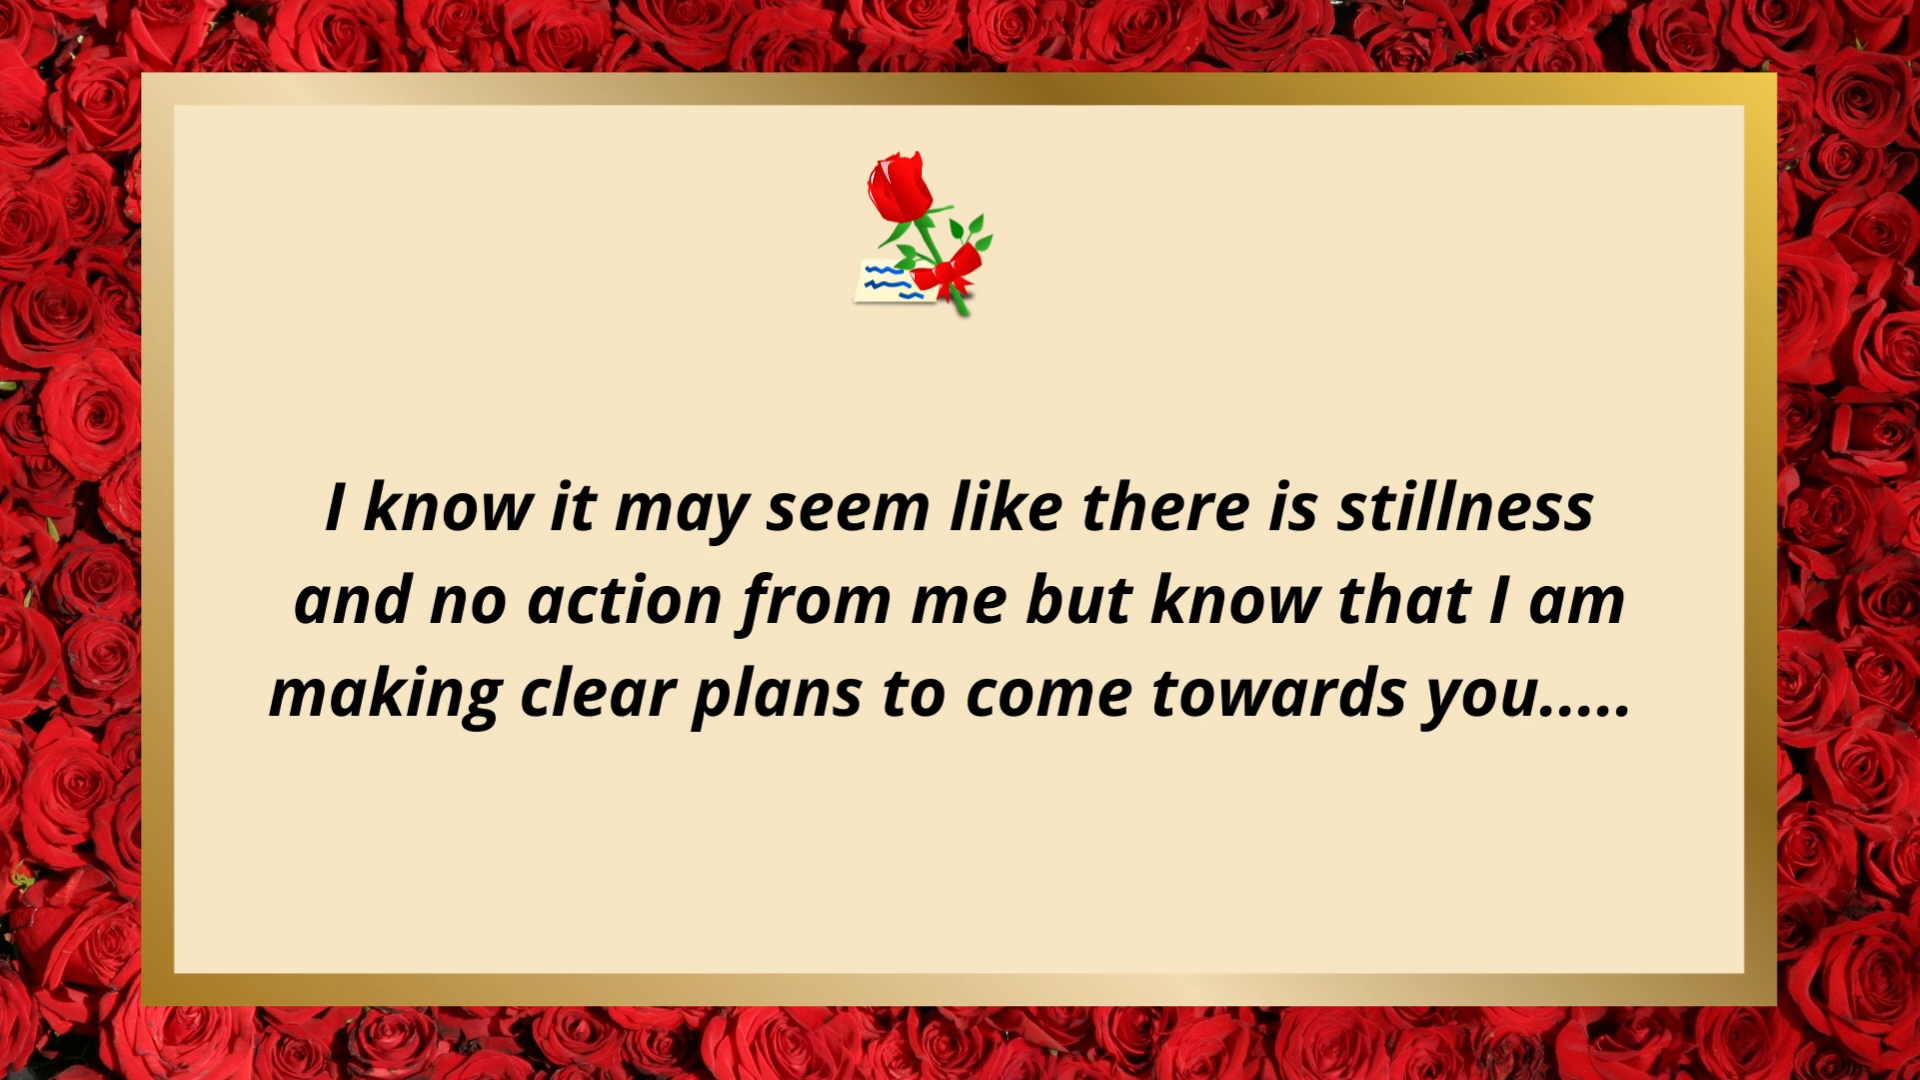 I know it may seem like there is stillness
and no action from me but know that I am
making clear plans to come towards you.....